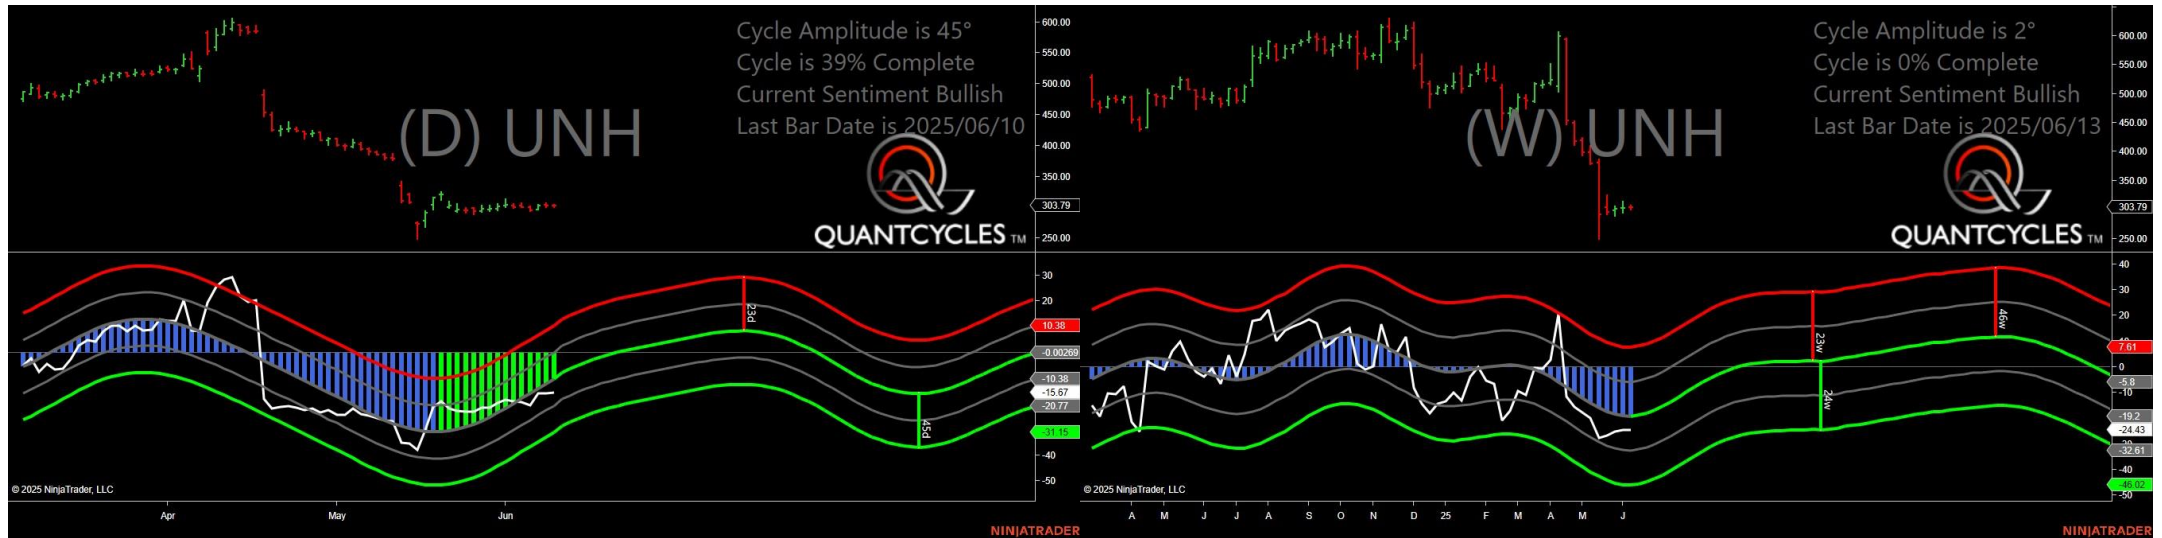 Cycle Amplitude is 45°
Cycle is 39% Complete
Current Sentiment Bullish
Last Bar Date is 2025/06/10
(D) UNH
QUANTCYCLES TM
600.00
550.00
500.00
450.00
400.00
350.00
303.79
250.00
23d
45d
30
20
10.38
-0.00269
-10.38
-15.67
-20.77
-31.15
-40
-50
© 2025 NinjaTrader, LLC
Apr
May
Jun
NINJATRADER
Cycle Amplitude is 2°
Cycle is 0% Complete
Current Sentiment Bullish
Last Bar Date is 2025/06/13
(W) UNH
QUANTCYCLES TM
600.00
550.00
500.00
450.00
400.00
350.00
303.79
250.00
23w
24w
46w
40
30
20
7.61
0
-5.8
-10
-19.2
-24.43
-32.61
-40
-46.02
-50
© 2025 NinjaTrader, LLC
A M J J A S O N D 25 F M A M J
NINJATRADER